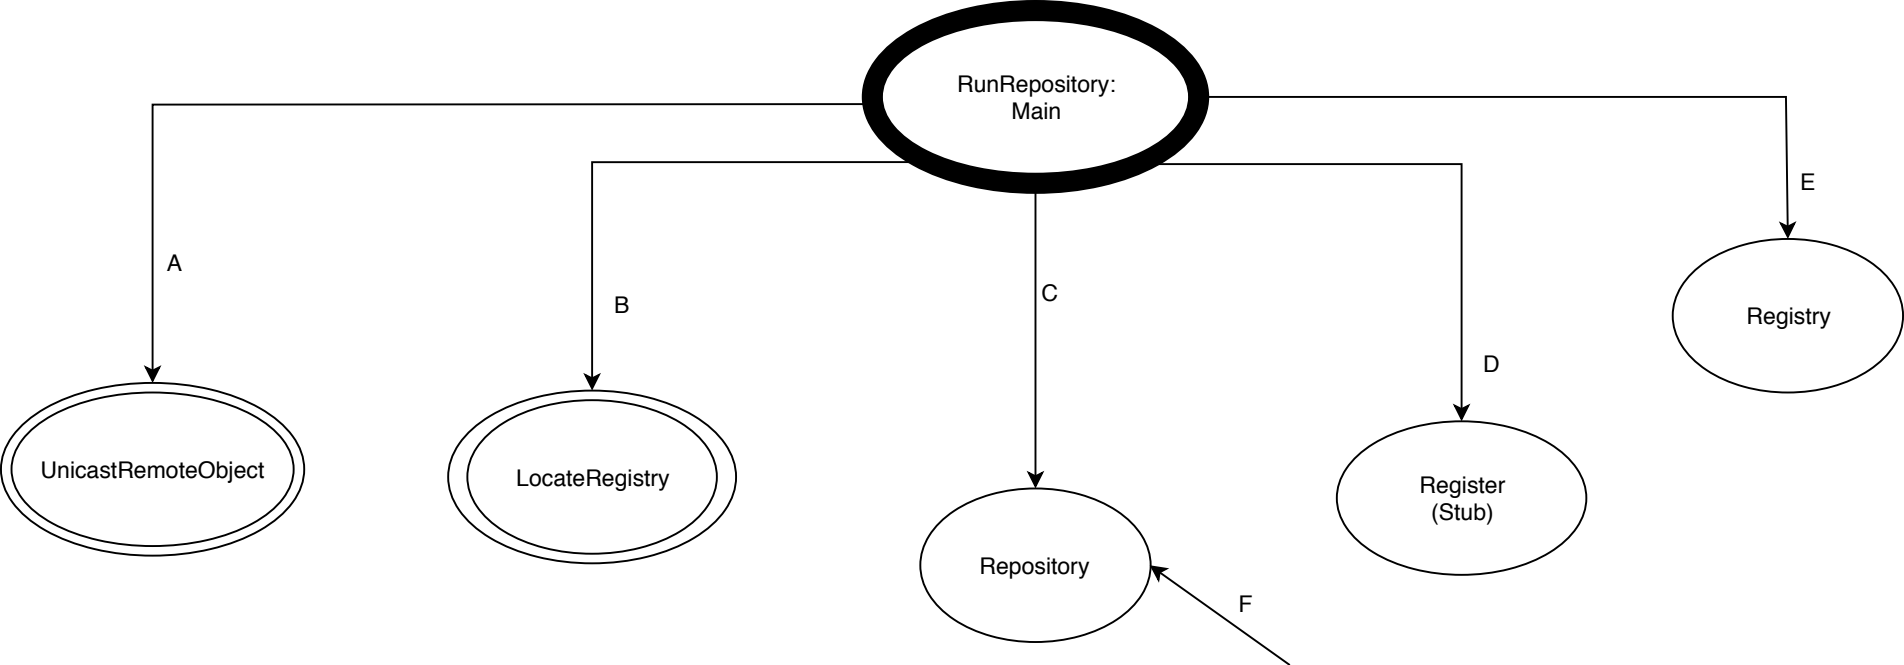 RunRepository:
Main
A
B
C
D
E
Registry
UnicastRemoteObject
LocateRegistry
Register
(Stub)
Repository
F